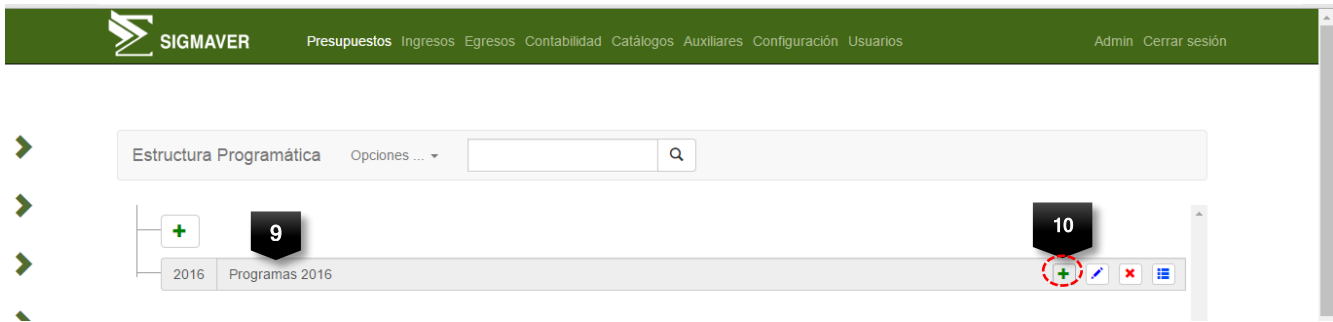 SIGMAVER Presupuestos Ingresos Egresos Contabilidad Catálogos Auxiliares Configuración Usuarios Admin Cerrar sesión
Estructura Programática Opciones ...
9 10
2016 Programas 2016